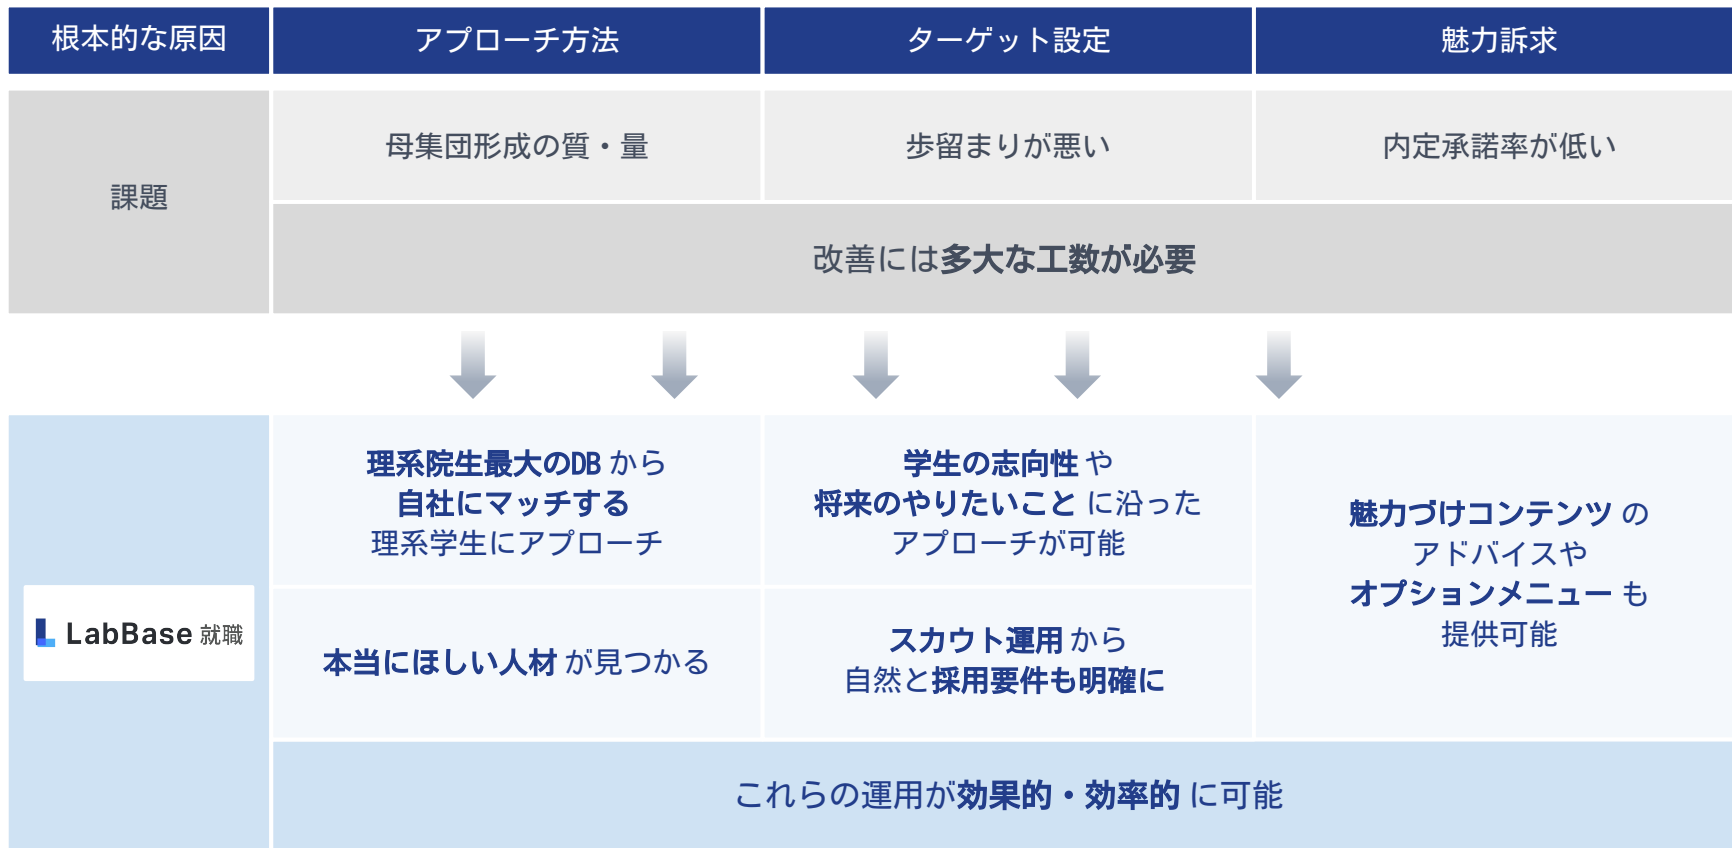 根本的な原因
アプローチ方法
ターゲット設定
魅力訴求
課題
母集団形成の質・量
歩留まりが悪い
内定承諾率が低い
改善には多大な工数が必要
LabBase 就職
理系院生最大のDB から
自社にマッチする
理系学生にアプローチ
学生の志向性 や
将来のやりたいこと に沿った
アプローチが可能
魅力づけコンテンツ の
アドバイスや
オプションメニュー も
提供可能
本当にほしい人材 が見つかる
スカウト運用 から
自然と採用要件も明確に
これらの運用が効果的・効率的 に可能